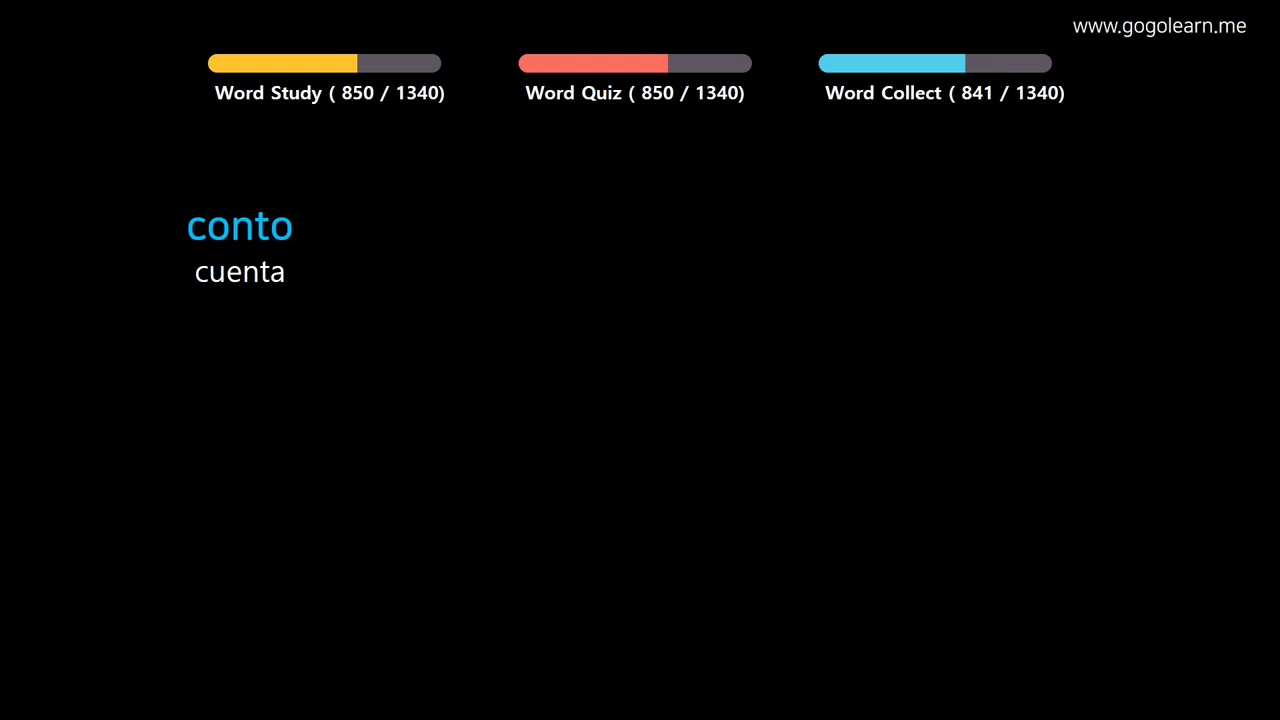 www.gogolearn.me
Word Study ( 850 / 1340)
Word Quiz ( 850 / 1340)
Word Collect ( 841 / 1340)
conto
cuenta